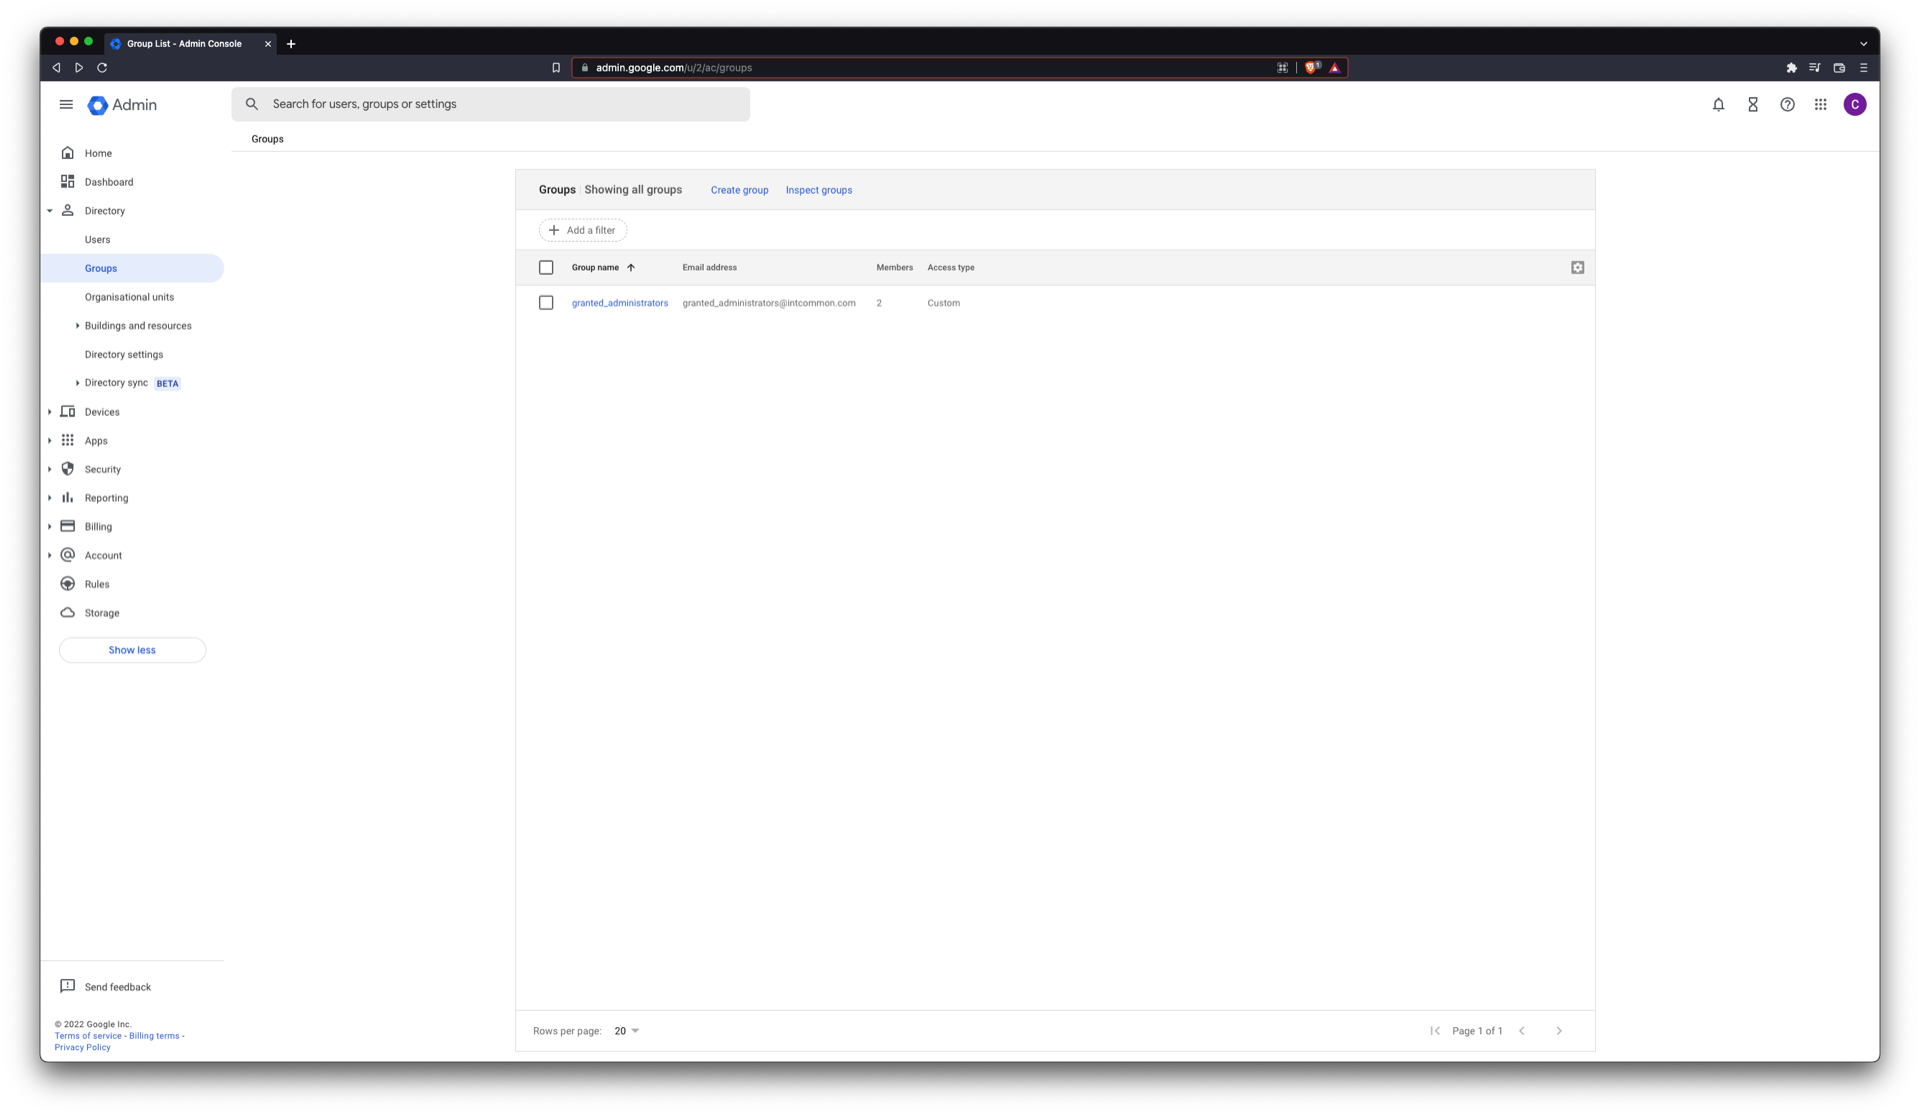 Group List - Admin Console
admin.google.com/u/2/ac/groups
1
Admin
Search for users, groups or settings
C
Groups
Home
Dashboard
Directory
Users
Groups
Organisational units
Buildings and resources
Directory settings
Directory sync BETA
Devices
Apps
Security
Reporting
Billing
Account
Rules
Storage
Show less
Send feedback
© 2022 Google Inc.
Terms of service - Billing terms -
Privacy Policy
Groups Showing all groups Create group Inspect groups
Add a filter
Group name Email address Members Access type
granted_administrators granted_administrators@intcommon.com 2 Custom
Rows per page: 20 Page 1 of 1